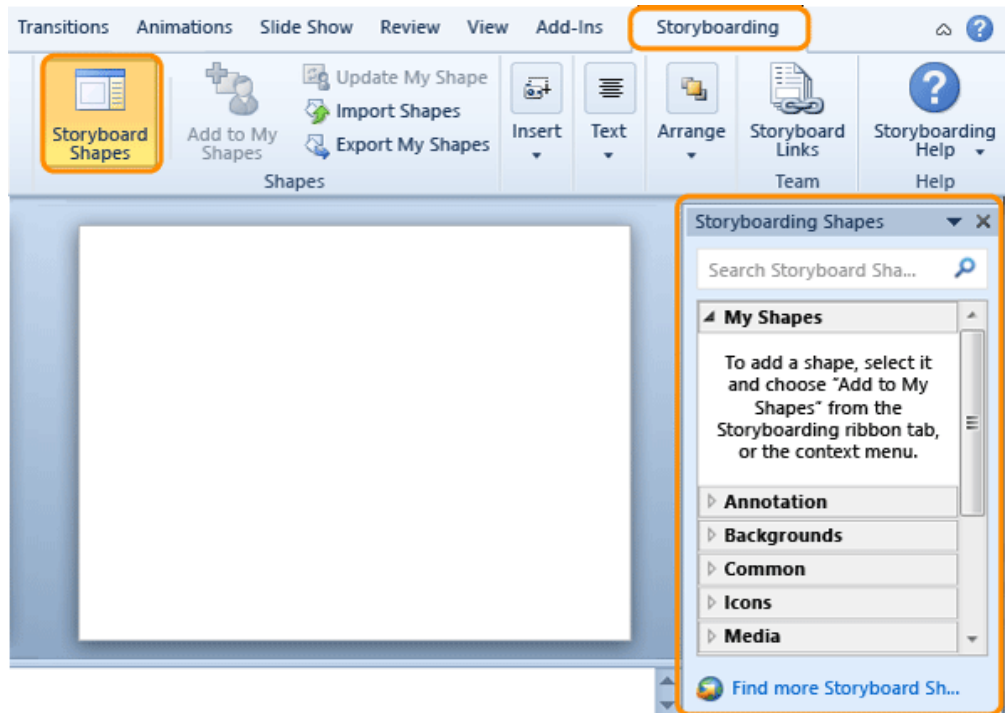 Transitions Animations Slide Show Review View Add-Ins Storyboarding
Storyboard
Shapes
Add to My
Shapes
Update My Shape
Import Shapes
Export My Shapes
Insert
Text
Arrange
Storyboard
Links
Storyboarding
Help
Shapes
Team
Help
Storyboarding Shapes
Search Storyboard Sha...
My Shapes
To add a shape, select it
and choose "Add to My
Shapes" from the
Storyboarding ribbon tab,
or the context menu.
Annotation
Backgrounds
Common
Icons
Media
Find more Storyboard Sh...